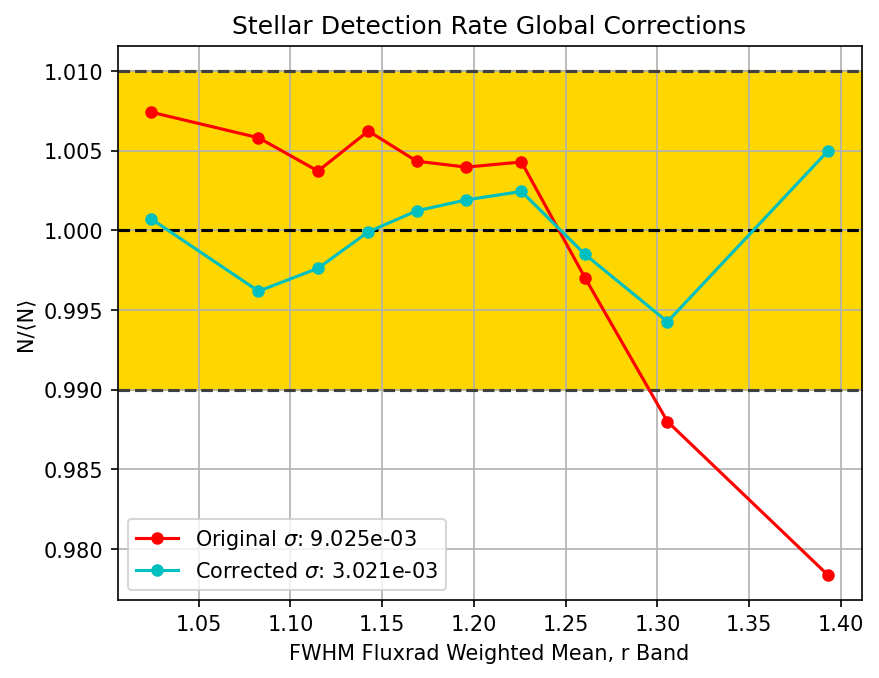 Stellar Detection Rate Global Corrections
N/⟨N⟩
1.010
1.005
1.000
0.995
0.990
0.985
0.980
Original σ: 9.025e-03
Corrected σ: 3.021e-03
1.05 1.10 1.15 1.20 1.25 1.30 1.35 1.40
FWHM Fluxrad Weighted Mean, r Band